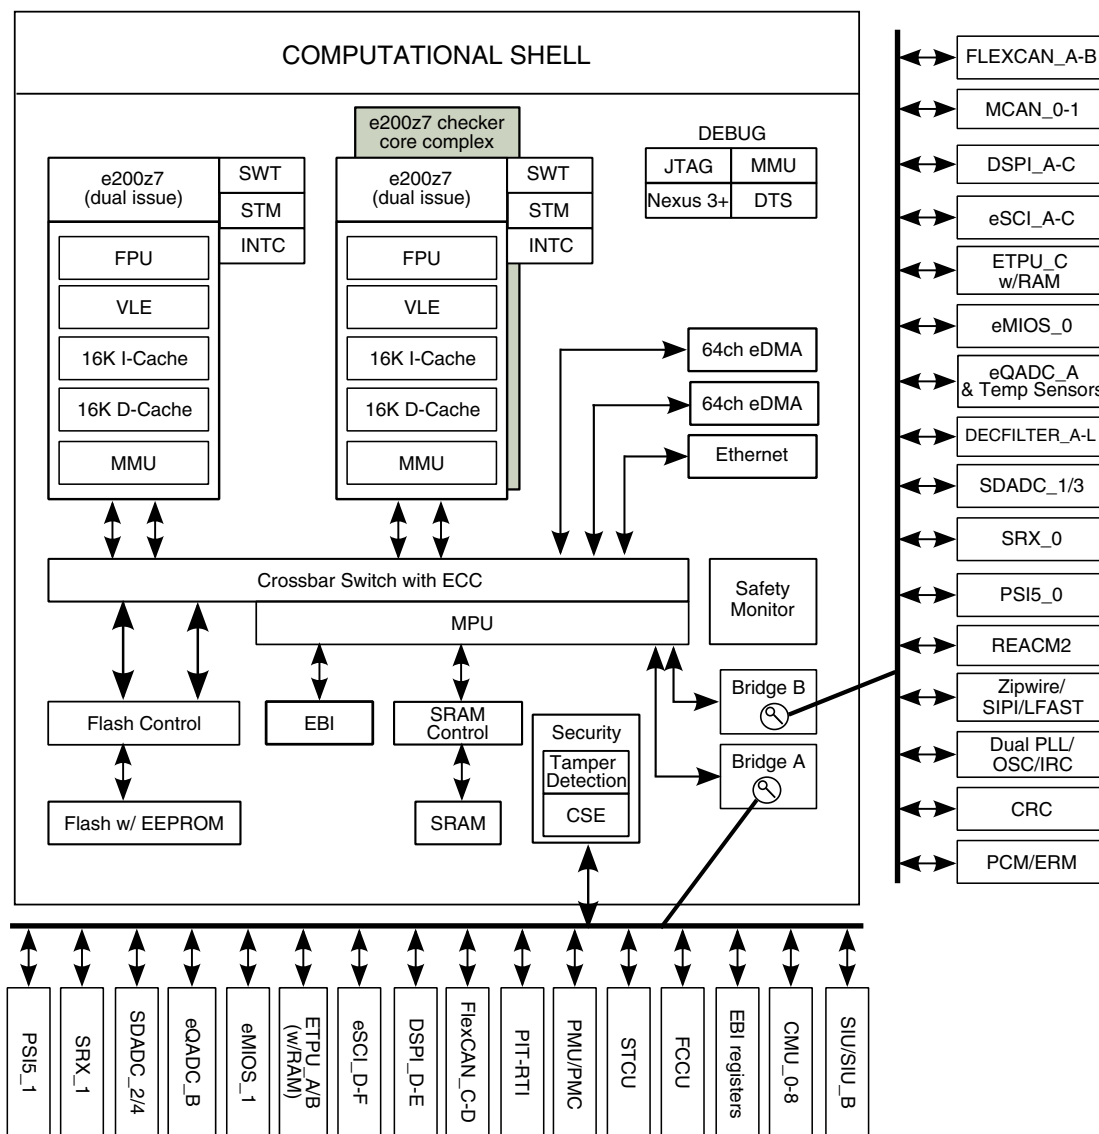 COMPUTATIONAL SHELL
e200z7 checker
core complex
e200z7
(dual issue)
SWT
STM
INTC
FPU
VLE
16K I-Cache
16K D-Cache
MMU
e200z7
(dual issue)
SWT
STM
INTC
FPU
VLE
16K I-Cache
16K D-Cache
MMU
DEBUG
JTAG
MMU
Nexus 3+
DTS
64ch eDMA
64ch eDMA
Ethernet
Crossbar Switch with ECC
MPU
Safety
Monitor
Flash Control
EBI
SRAM
Control
Security
Tamper
Detection
CSE
Bridge B
Bridge A
Flash w/ EEPROM
SRAM
FLEXCAN_A-B
MCAN_0-1
DSPI_A-C
eSCI_A-C
ETPU_C
w/RAM
eMIOS_0
eQADC_A
& Temp Sensors
DECFILTER_A-L
SDADC_1/3
SRX_0
PSI5_0
REACM2
Zipwire/
SIPI/LFAST
Dual PLL/
OSC/IRC
CRC
PCM/ERM
PSI5_1
SRX_1
SDADC_2/4
eQADC_B
eMIOS_1
ETPU_A/B
(w/RAM)
eSCI_D-F
DSPI_D-E
FlexCAN_C-D
PIT-RTI
PMU/PMC
STCU
FCCU
EBI registers
CMU_0-8
SIU/SIU_B